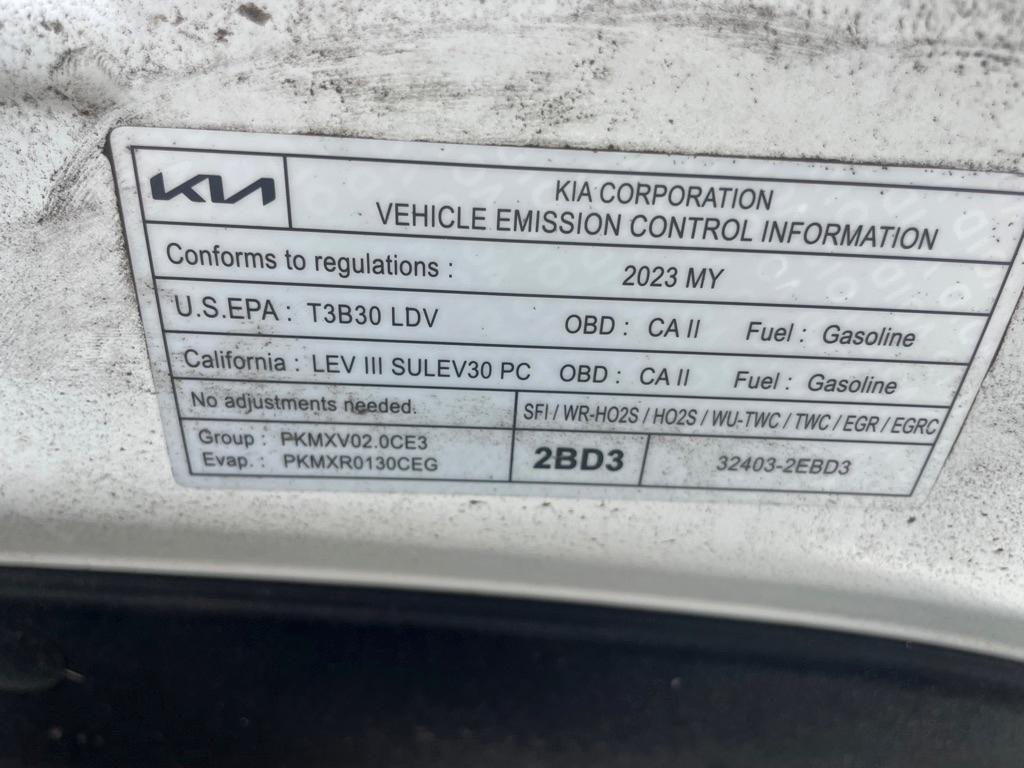 KIA
KIA CORPORATION
VEHICLE EMISSION CONTROL INFORMATION
Conforms to regulations : 2023 MY
U.S.EPA : T3B30 LDV OBD : CA II Fuel : Gasoline
California : LEV III SULEV30 PC OBD : CA II Fuel : Gasoline
No adjustments needed. SFI / WR-HO2S / HO2S / WU-TWC / TWC / EGR / EGRC
Group : PKMXV02.0CE3
Evap. : PKMXR0130CEG
2BD3
32403-2EBD3